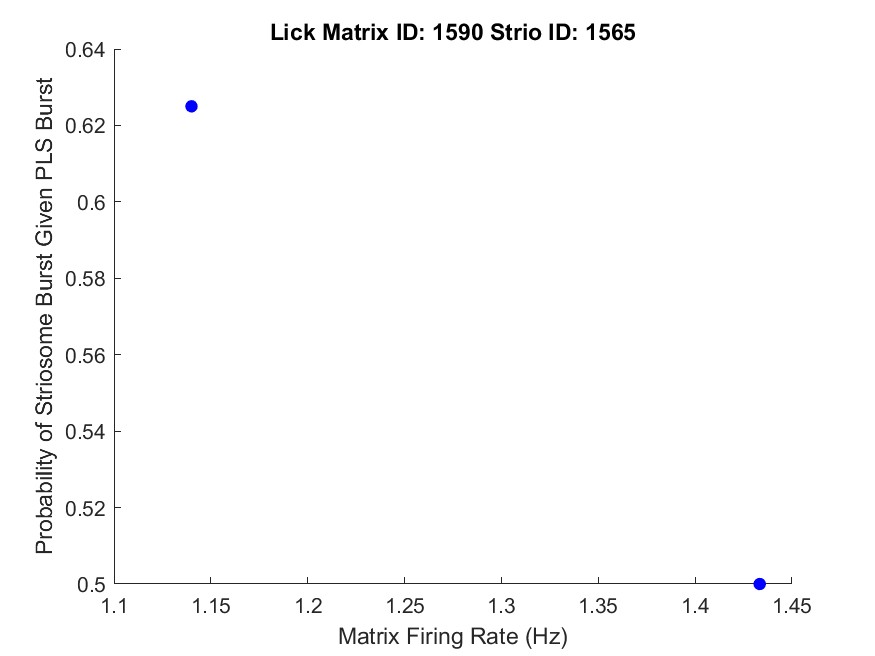 Lick Matrix ID: 1590 Strio ID: 1565
Probability of Striosome Burst Given PLS Burst
0.64
0.62
0.6
0.58
0.56
0.54
0.52
0.5
1.1 1.15 1.2 1.25 1.3 1.35 1.4 1.45
Matrix Firing Rate (Hz)